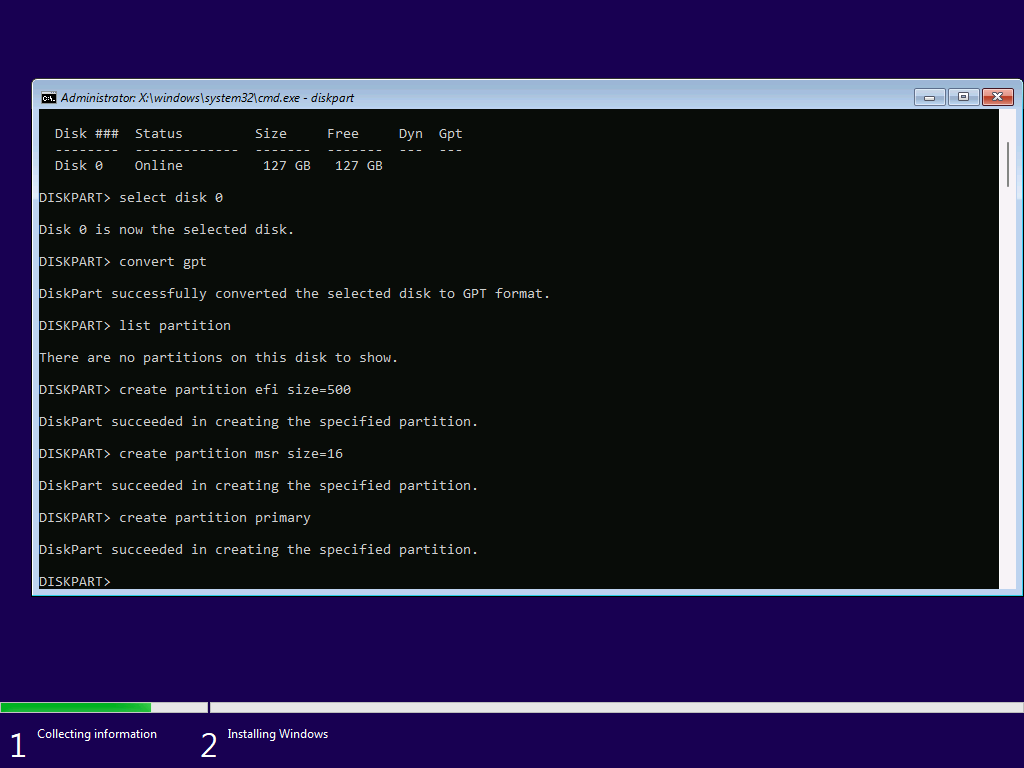 Administrator: X:\windows\system32\cmd.exe - diskpart
Disk ### Status Size Free Dyn Gpt
-------- ------------- ------- ------- --- ---
Disk 0 Online 127 GB 127 GB
DISKPART> select disk 0
Disk 0 is now the selected disk.
DISKPART> convert gpt
DiskPart successfully converted the selected disk to GPT format.
DISKPART> list partition
There are no partitions on this disk to show.
DISKPART> create partition efi size=500
DiskPart succeeded in creating the specified partition.
DISKPART> create partition msr size=16
DiskPart succeeded in creating the specified partition.
DISKPART> create partition primary
DiskPart succeeded in creating the specified partition.
DISKPART>
1 Collecting information
2 Installing Windows